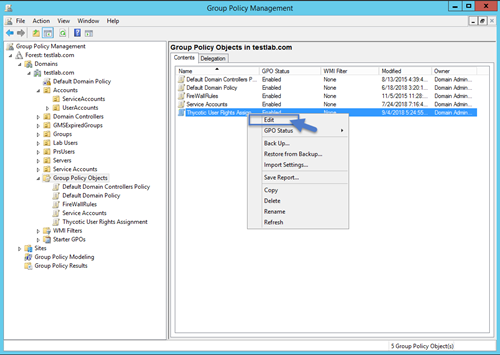 Group Policy Management
File Action View Window Help
Group Policy Management
Forest: testlab.com
Domains
testlab.com
Default Domain Policy
Accounts
ServiceAccounts
UserAccounts
Domain Controllers
GMSExpiredGroups
Groups
Lab Users
PrsUsers
Servers
Service Accounts
Group Policy Objects
Default Domain Controllers Policy
Default Domain Policy
FireWallRules
Service Accounts
Thycotic User Rights Assignment
WMI Filters
Starter GPOs
Sites
Group Policy Modeling
Group Policy Results
Group Policy Objects in testlab.com
Contents Delegation
Name GPO Status WMI Filter Modified Owner
Default Domain Controllers P... Enabled None 8/13/2015 4:39:4... Domain Admin...
Default Domain Policy Enabled None 6/18/2018 3:20:1... Domain Admin...
FireWallRules Enabled None 11/5/2015 11:28:... Domain Admin...
Service Accounts Enabled None 7/24/2018 7:16:4... Domain Admin...
Thycotic User Rights Assign... Enabled None 9/4/2018 5:24:55... Domain Admin...
Edit
GPO Status
Back Up...
Restore from Backup...
Import Settings...
Save Report...
Copy
Delete
Rename
Refresh
5 Group Policy Object(s)